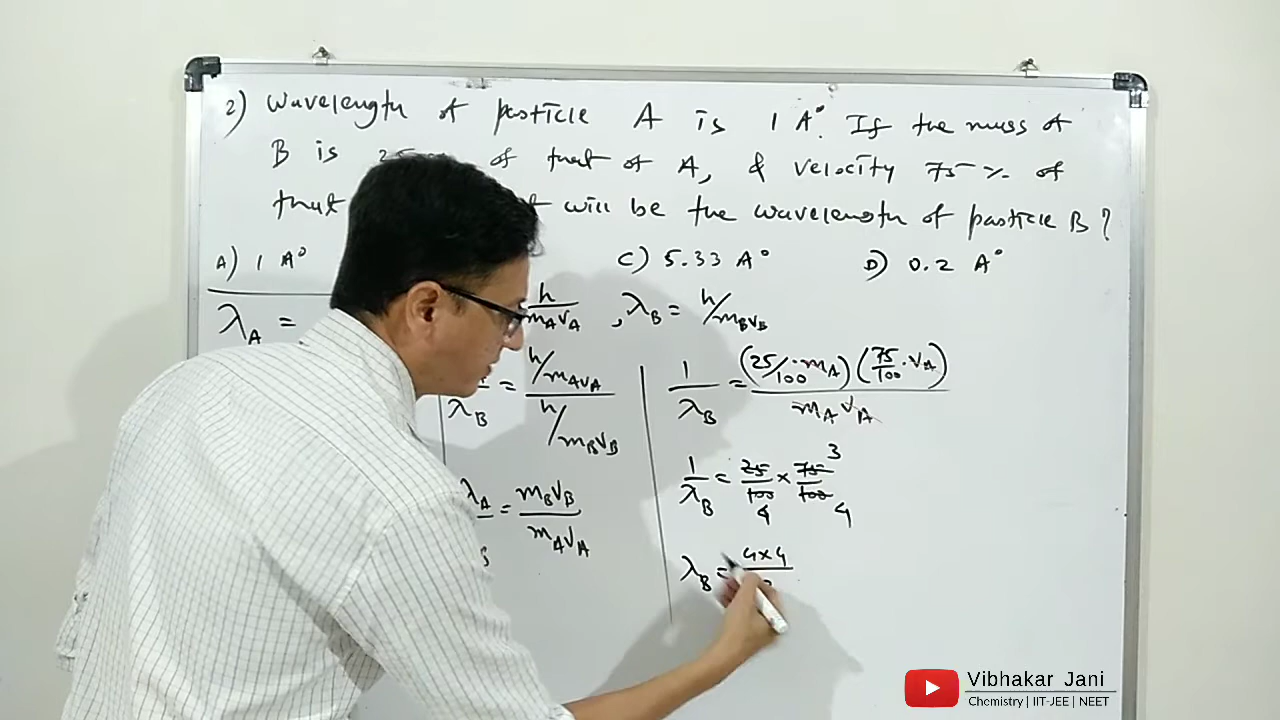 2) Wavelength of particle A is 1 A°. If the mass of
B is of that of A, & velocity 75 % of
that will be the wavelength of particle B?
A) 1 A° C) 5.33 A° D) 0.2 A°
λA = h/mAvA , λB = h/mBvB
λB = h/mAvA / h/mBvB
λA = mBvB / mAvA
1/λB = (25/100·mA)(75/100·vA) / mAvA
1/λB = 25/100 × 75/100 3 4 4
λB = 4×4
Vibhakar Jani
Chemistry | IIT-JEE | NEET